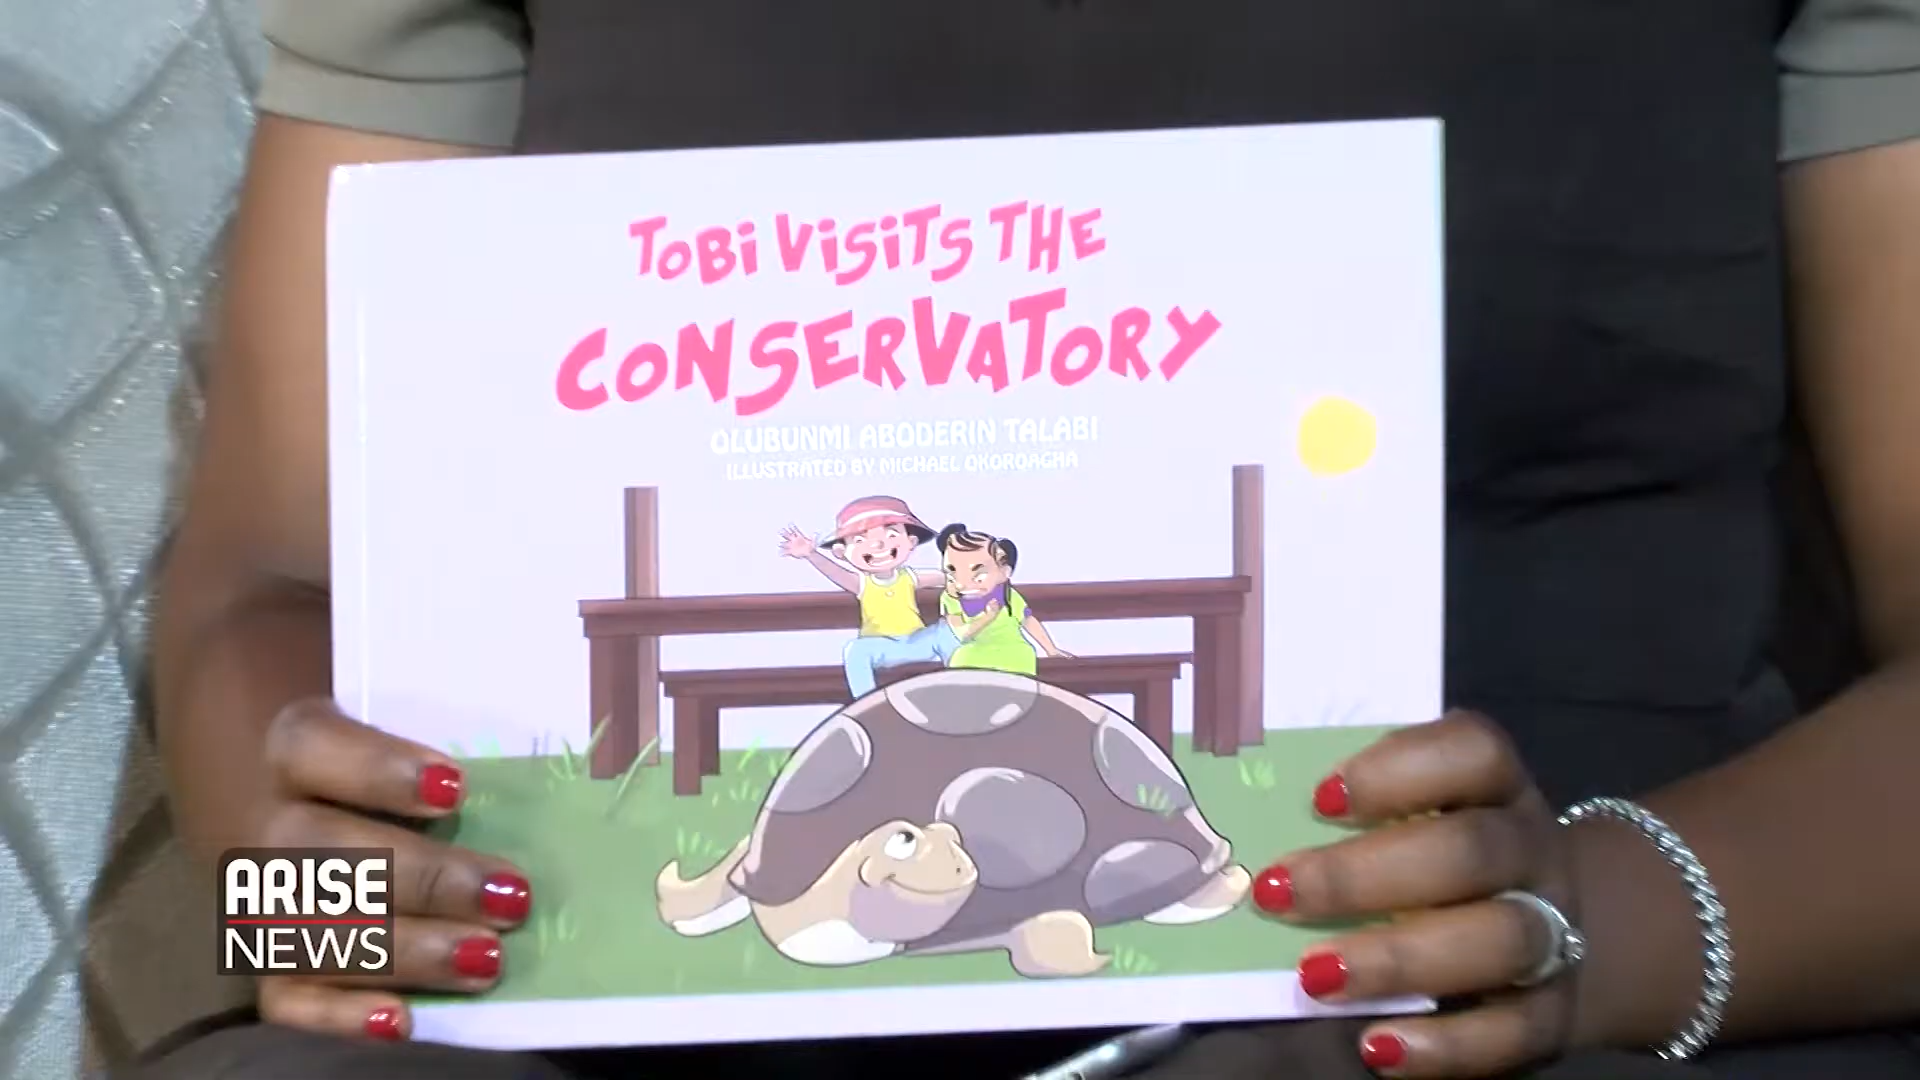 TOBi ViSiTS THE
CONSERVATORY
OLUBUNMI ABODERIN TALABI
ILLUSTRATED BY MICHAEL OKOROAGHA
ARISE
NEWS